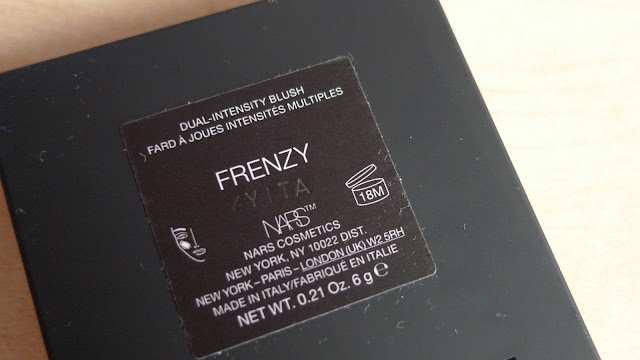 DUAL-INTENSITY BLUSH
FARD À JOUES INTENSITÉS MULTIPLES
FRENZY
NARS™
18M
NARS COSMETICS
NEW YORK, NY 10022 DIST.
NEW YORK – PARIS – LONDON (UK) W2 5RH
MADE IN ITALY/FABRIQUÉ EN ITALIE
NET WT. 0.21 Oz. 6 g ℮